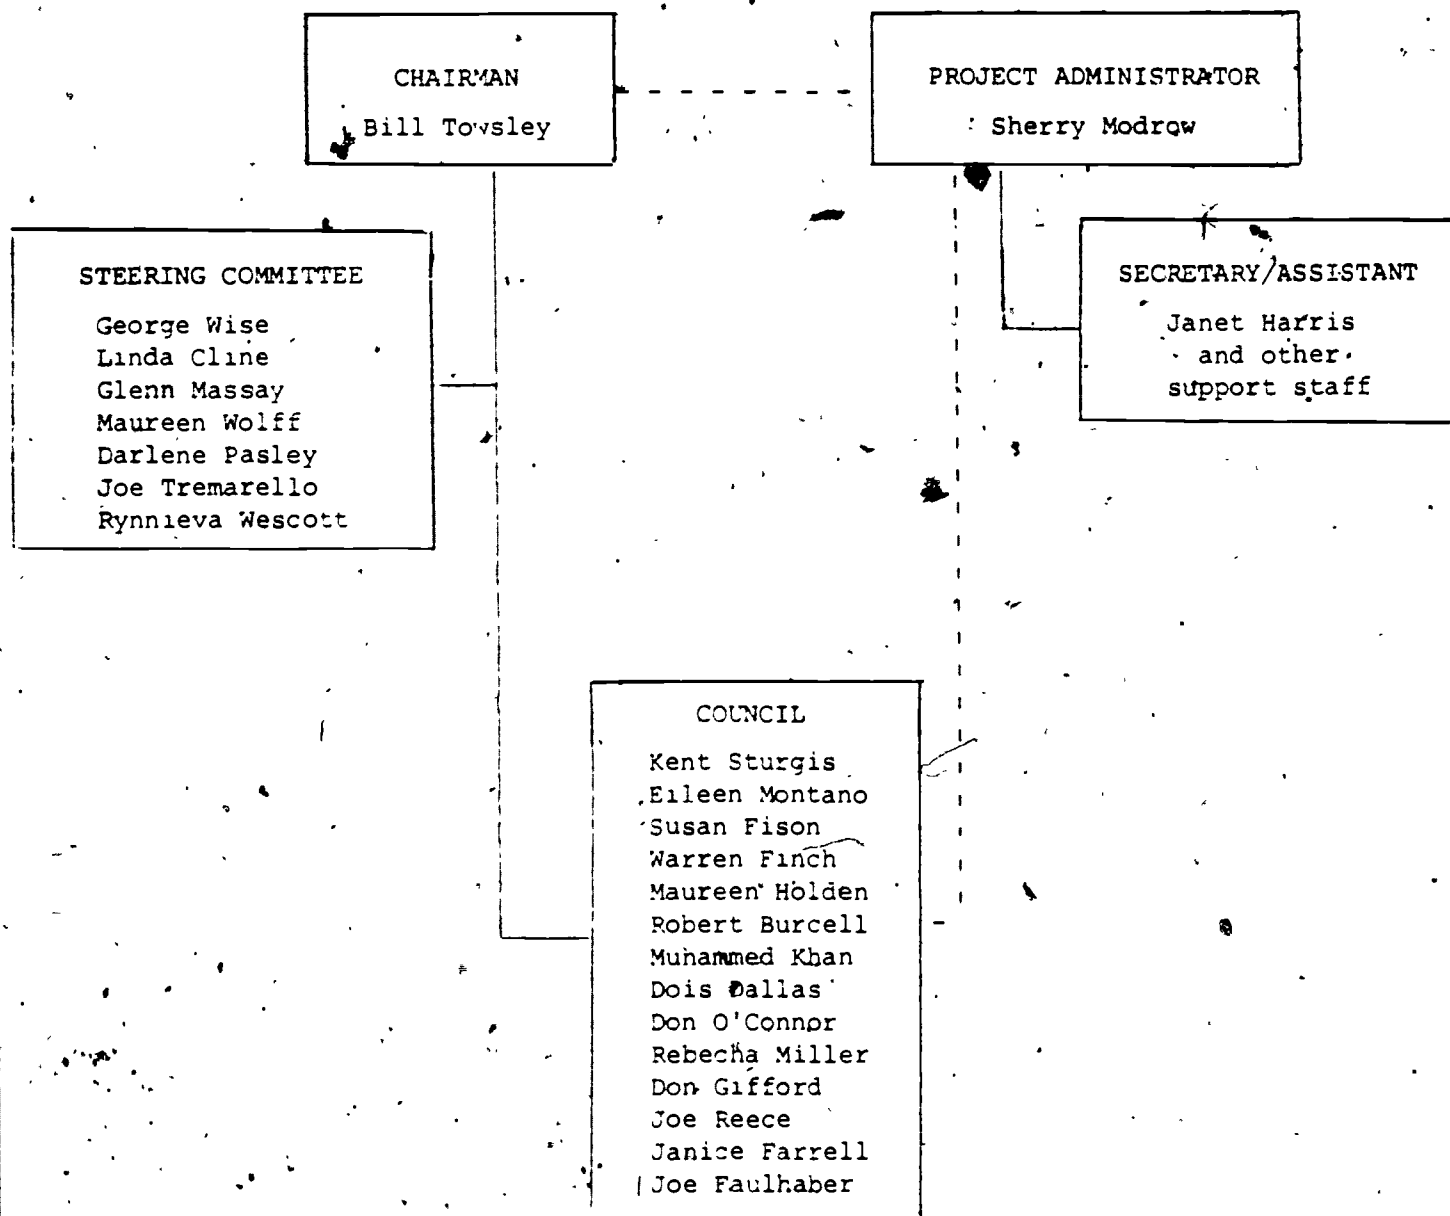 CHAIRMAN
Bill Towsley
PROJECT ADMINISTRATOR
Sherry Modrow
STEERING COMMITTEE
George Wise
Linda Cline
Glenn Massay
Maureen Wolff
Darlene Pasley
Joe Tremarello
Rynnieva Wescott
SECRETARY/ASSISTANT
Janet Harris
and other
support staff
COUNCIL
Kent Sturgis
Eileen Montano
Susan Fison
Warren Finch
Maureen Holden
Robert Burcell
Muhammed Khan
Dois Dallas
Don O'Connor
Rebecha Miller
Don Gifford
Joe Reece
Janice Farrell
Joe Faulhaber